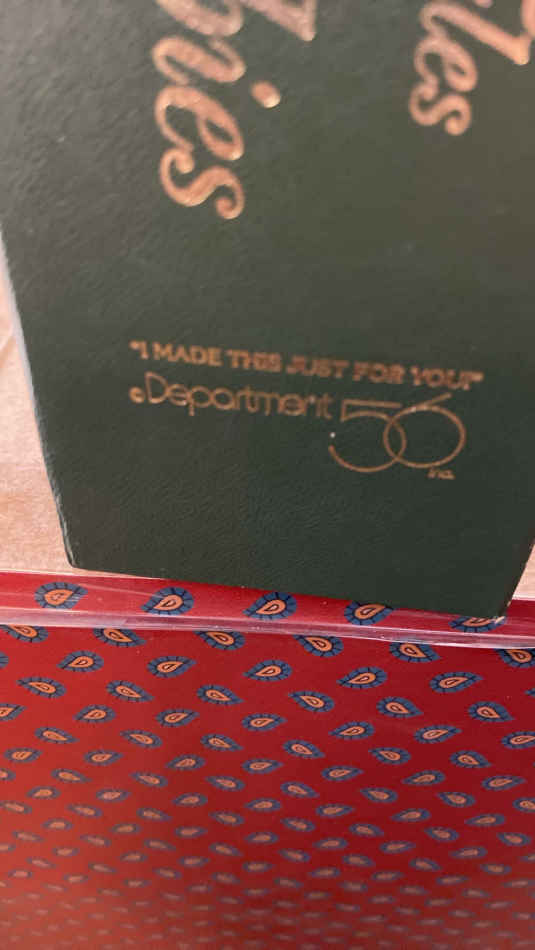 "I MADE THIS JUST FOR YOU!"
©Department 56 Inc.